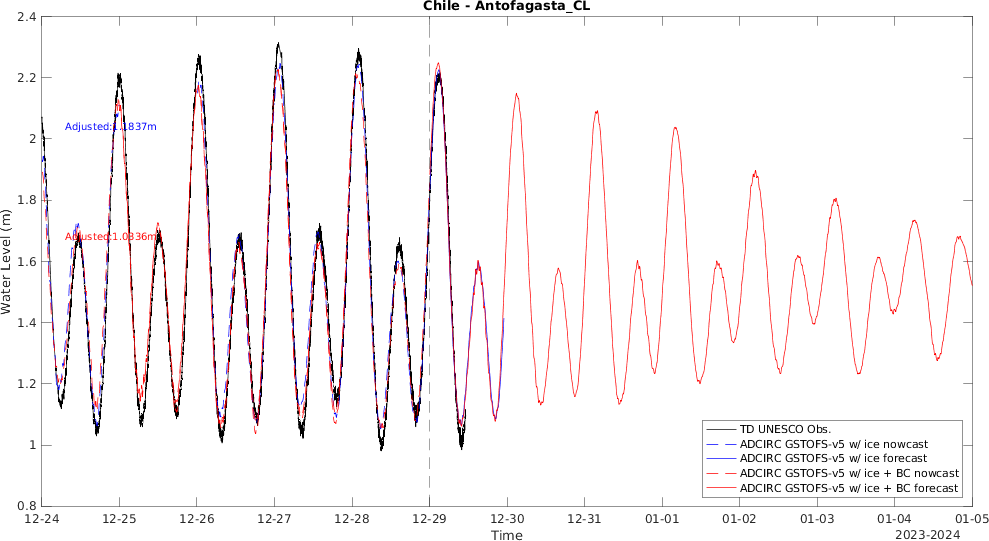 Chile - Antofagasta_CL
2.4
2.2
2
1.8
1.6
1.4
1.2
1
0.8
Water Level (m)
Adjusted:1.1837m
Adjusted:1.0336m
TD UNESCO Obs.
ADCIRC GSTOFS-v5 w/ ice nowcast
ADCIRC GSTOFS-v5 w/ ice forecast
ADCIRC GSTOFS-v5 w/ ice + BC nowcast
ADCIRC GSTOFS-v5 w/ ice + BC forecast
12-24 12-25 12-26 12-27 12-28 12-29 12-30 12-31 01-01 01-02 01-03 01-04 01-05
Time
2023-2024